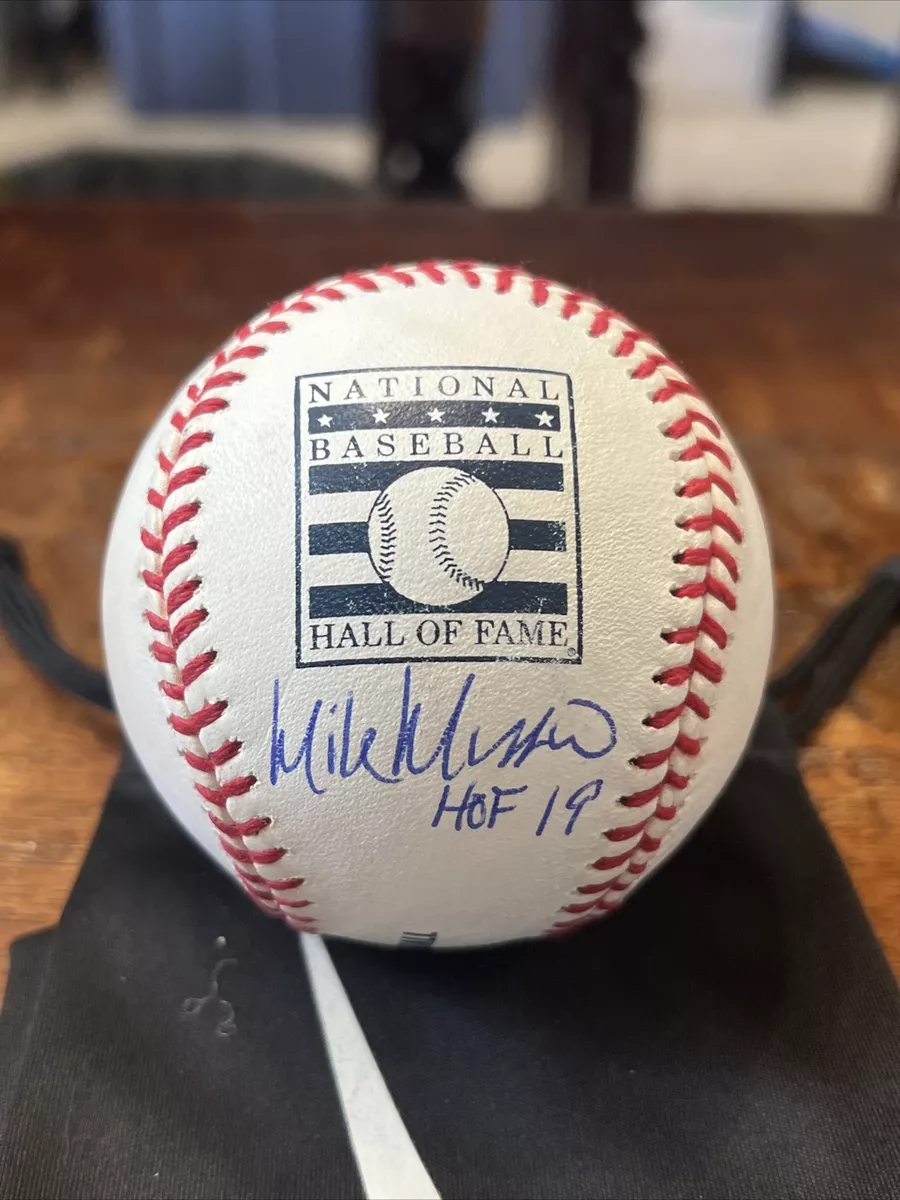 NATIONAL
BASEBALL
HALL OF FAME
Mike Mussina
HOF 19